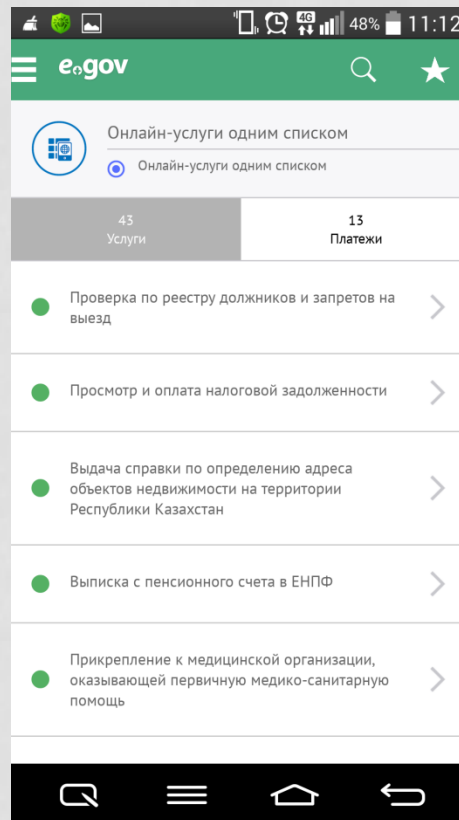 4G 48% 11:12
e.gov
Онлайн-услуги одним списком
Онлайн-услуги одним списком
43
Услуги
13
Платежи
Проверка по реестру должников и запретов на
выезд
Просмотр и оплата налоговой задолженности
Выдача справки по определению адреса
объектов недвижимости на территории
Республики Казахстан
Выписка с пенсионного счета в ЕНПФ
Прикрепление к медицинской организации,
оказывающей первичную медико-санитарную
помощь